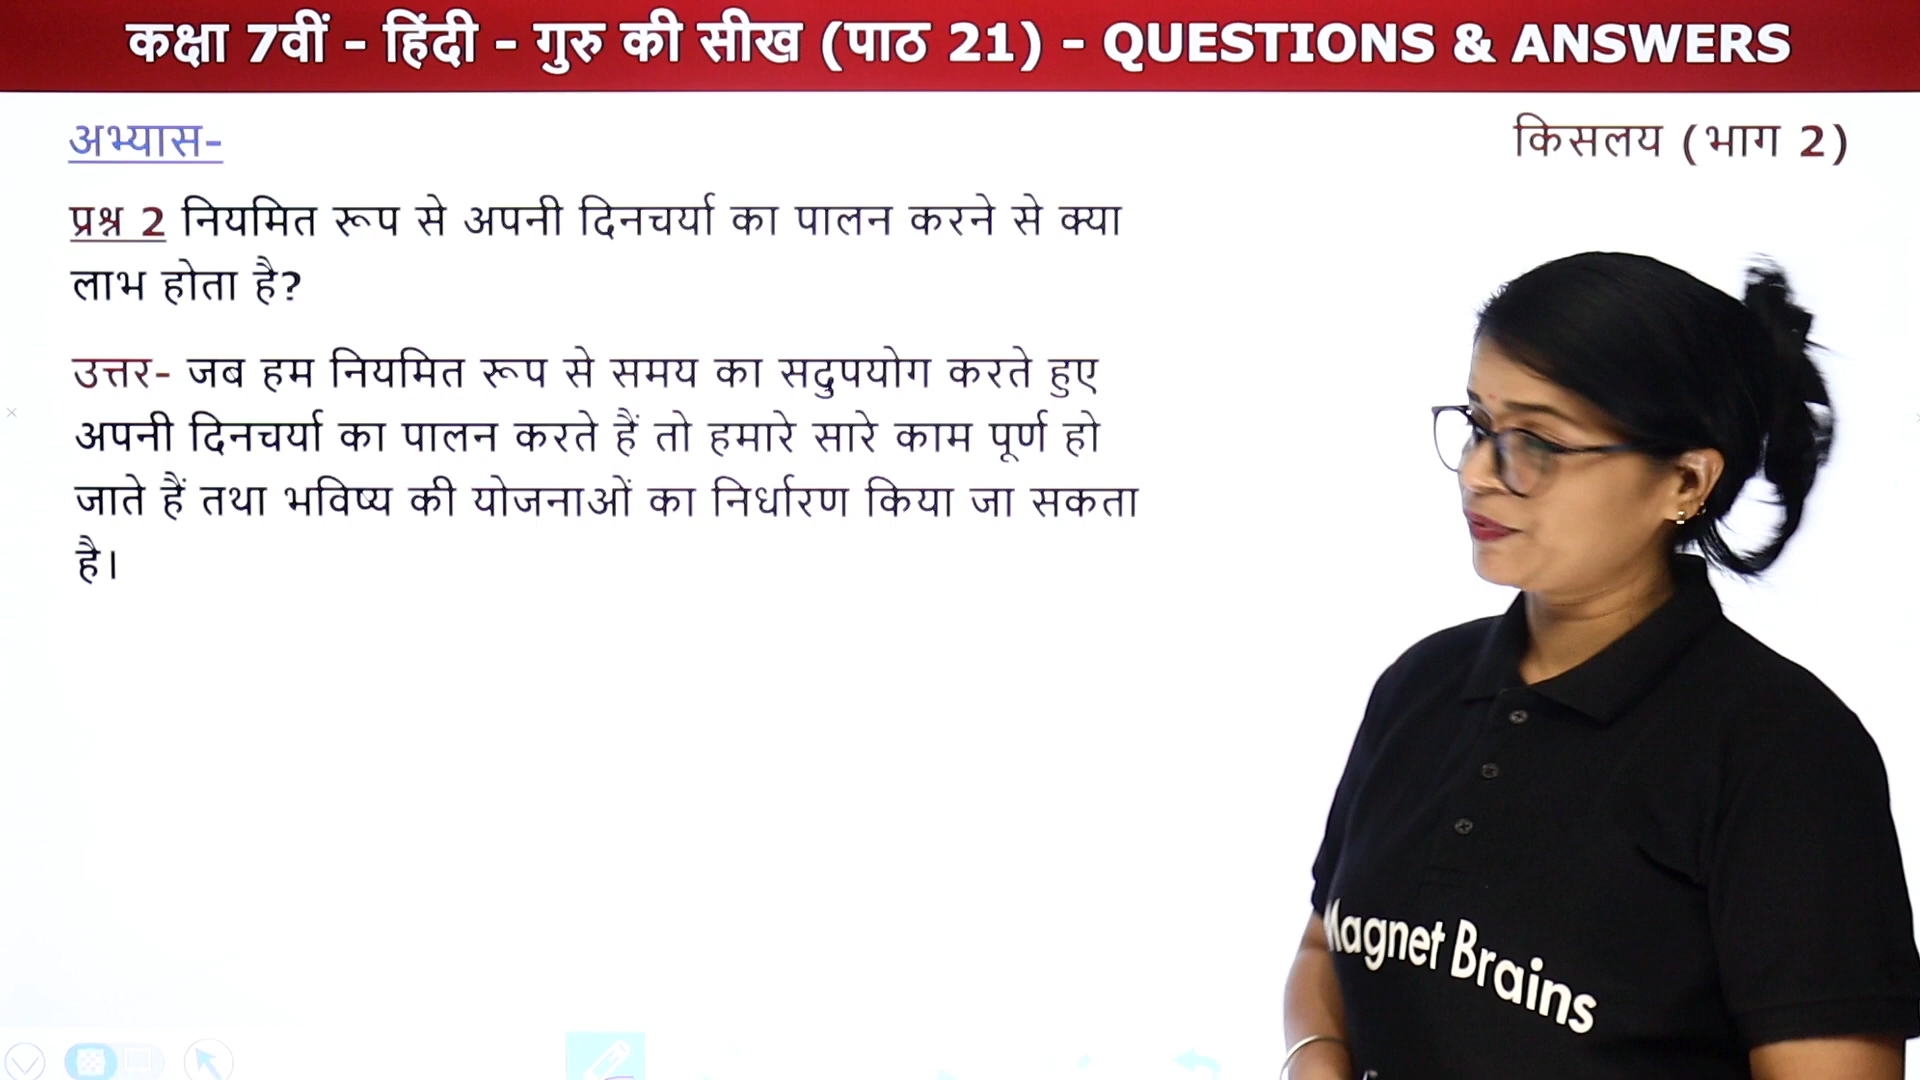 कक्षा 7वीं - हिंदी - गुरु की सीख (पाठ 21) - QUESTIONS & ANSWERS
अभ्यास-
किसलय (भाग 2)
प्रश्न 2 नियमित रूप से अपनी दिनचर्या का पालन करने से क्या
लाभ होता है?
उत्तर- जब हम नियमित रूप से समय का सदुपयोग करते हुए
अपनी दिनचर्या का पालन करते हैं तो हमारे सारे काम पूर्ण हो
जाते हैं तथा भविष्य की योजनाओं का निर्धारण किया जा सकता
है।
Magnet Brains